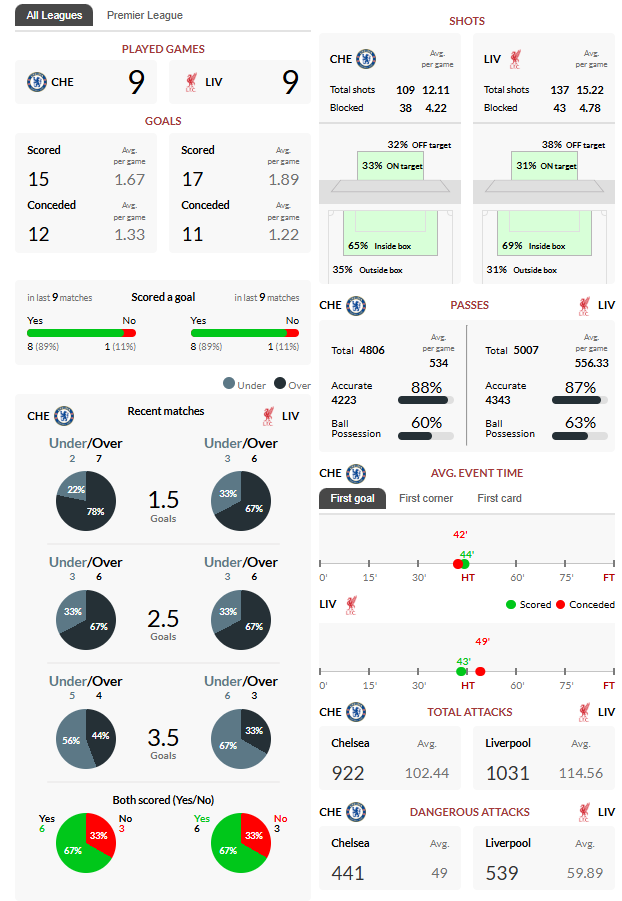 All Leagues Premier League
PLAYED GAMES
CHE 9 LIV 9
GOALS
Scored Avg. per game
15 1.67
Conceded Avg. per game
12 1.33
Scored Avg. per game
17 1.89
Conceded Avg. per game
11 1.22
in last 9 matches Scored a goal in last 9 matches
Yes No Yes No
8 (89%) 1 (11%) 8 (89%) 1 (11%)
Under Over
CHE Recent matches LIV
Under/Over Under/Over
2 7 3 6
22% 78% 1.5 Goals 33% 67%
Under/Over Under/Over
3 6 3 6
33% 67% 2.5 Goals 33% 67%
Under/Over Under/Over
5 4 6 3
56% 44% 3.5 Goals 67% 33%
Both scored (Yes/No)
Yes No Yes No
6 3 6 3
67% 33% 67% 33%
SHOTS
CHE Avg. per game
Total shots 109 12.11
Blocked 38 4.22
32% OFF target
33% ON target
65% Inside box
35% Outside box
LIV Avg. per game
Total shots 137 15.22
Blocked 43 4.78
38% OFF target
31% ON target
69% Inside box
31% Outside box
CHE PASSES LIV
Total 4806 Avg. per game 534
Accurate 4223 88%
Ball Possession 60%
Total 5007 Avg. per game 556.33
Accurate 4343 87%
Ball Possession 63%
CHE AVG. EVENT TIME
First goal First corner First card
42'
44'
0' 15' 30' HT 60' 75' FT
LIV Scored Conceded
49'
43'
0' 15' 30' HT 60' 75' FT
CHE TOTAL ATTACKS LIV
Chelsea Avg. Liverpool Avg.
922 102.44 1031 114.56
CHE DANGEROUS ATTACKS LIV
Chelsea Avg. Liverpool Avg.
441 49 539 59.89